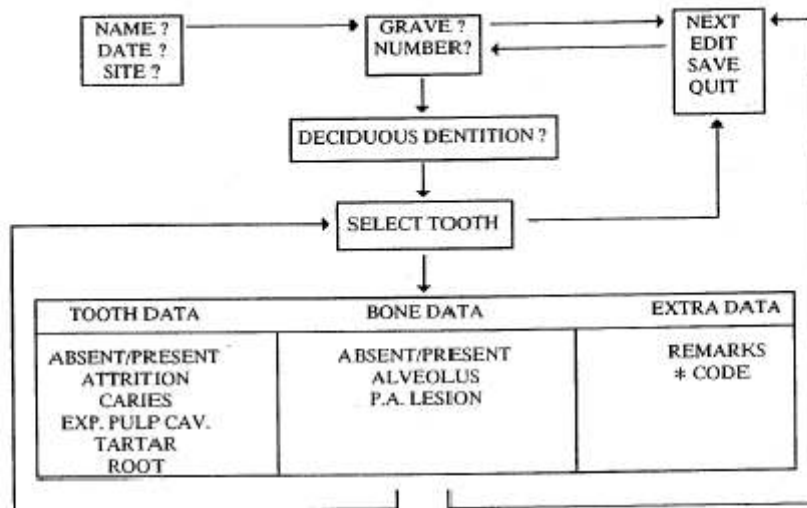 NAME ?
DATE ?
SITE ?
GRAVE ?
NUMBER?
NEXT
EDIT
SAVE
QUIT
DECIDUOUS DENTITION ?
SELECT TOOTH
TOOTH DATA
ABSENT/PRESENT
ATTRITION
CARIES
EXP. PULP CAV.
TARTAR
ROOT
BONE DATA
ABSENT/PRESENT
ALVEOLUS
P.A. LESION
EXTRA DATA
REMARKS
* CODE